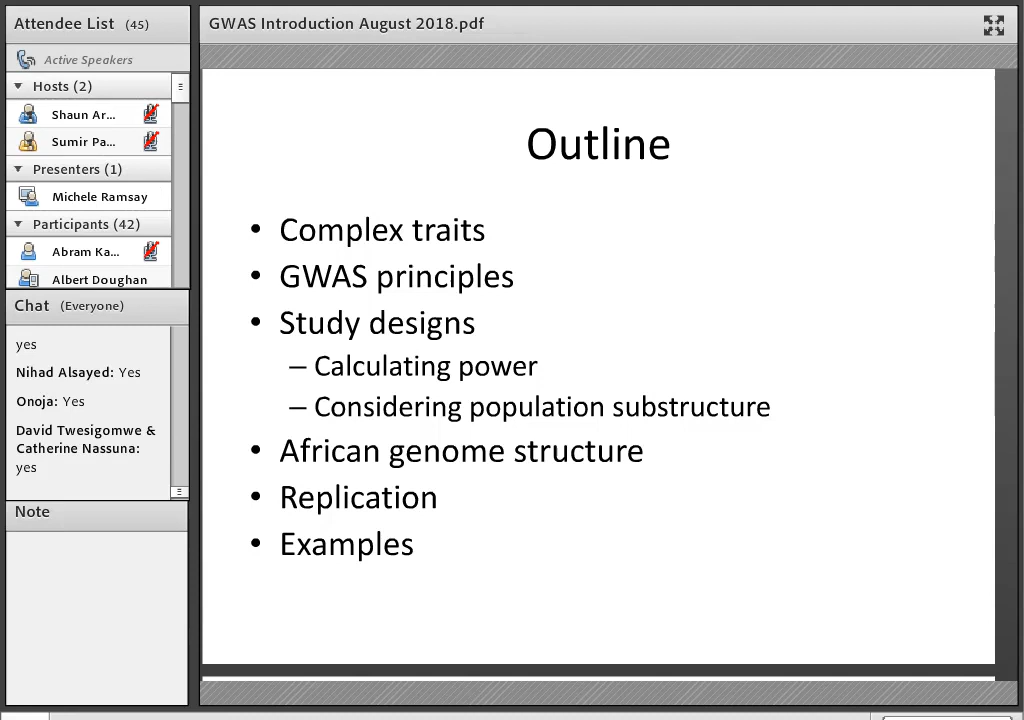 Attendee List (45)
Active Speakers
Hosts (2)
Shaun Ar...
Sumir Pa...
Presenters (1)
Michele Ramsay
Participants (42)
Abram Ka...
Albert Doughan
Chat (Everyone)
yes
Nihad Alsayed: Yes
Onoja: Yes
David Twesigomwe &
Catherine Nassuna:
yes
Note
GWAS Introduction August 2018.pdf
Outline
• Complex traits
• GWAS principles
• Study designs
– Calculating power
– Considering population substructure
• African genome structure
• Replication
• Examples